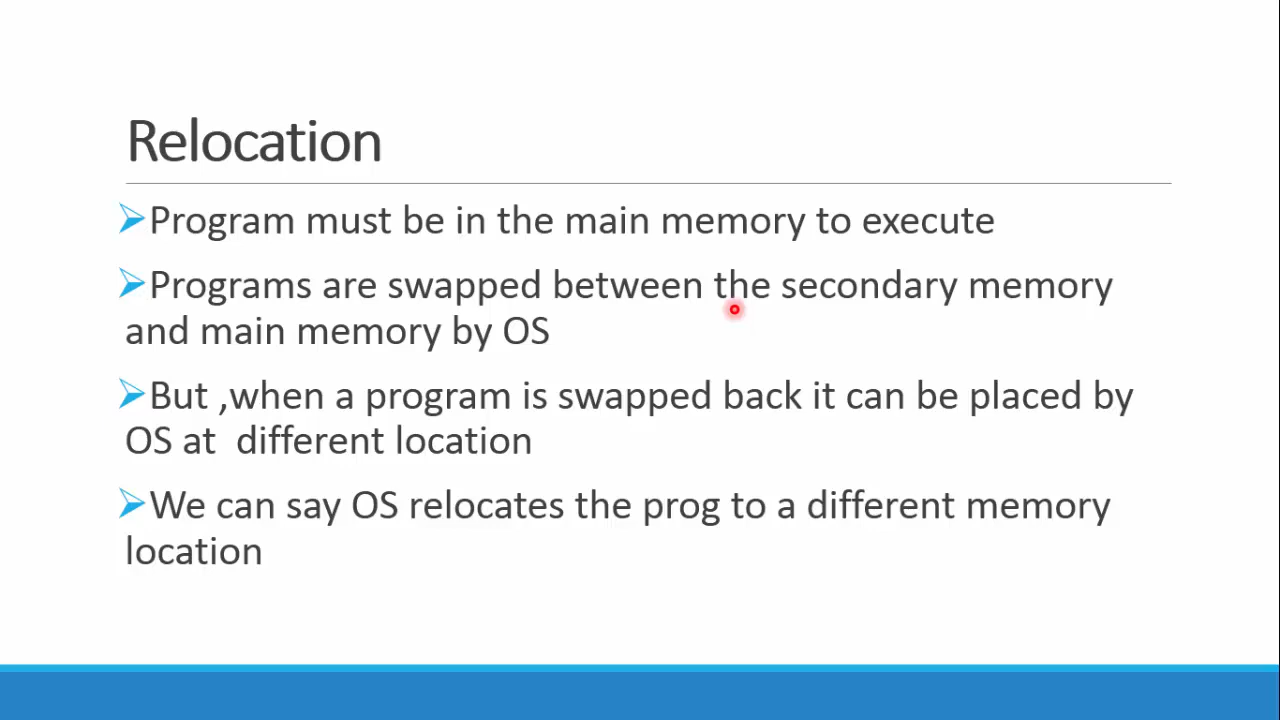 Relocation
➢Program must be in the main memory to execute
➢Programs are swapped between the secondary memory
and main memory by OS
➢But ,when a program is swapped back it can be placed by
OS at different location
➢We can say OS relocates the prog to a different memory
location